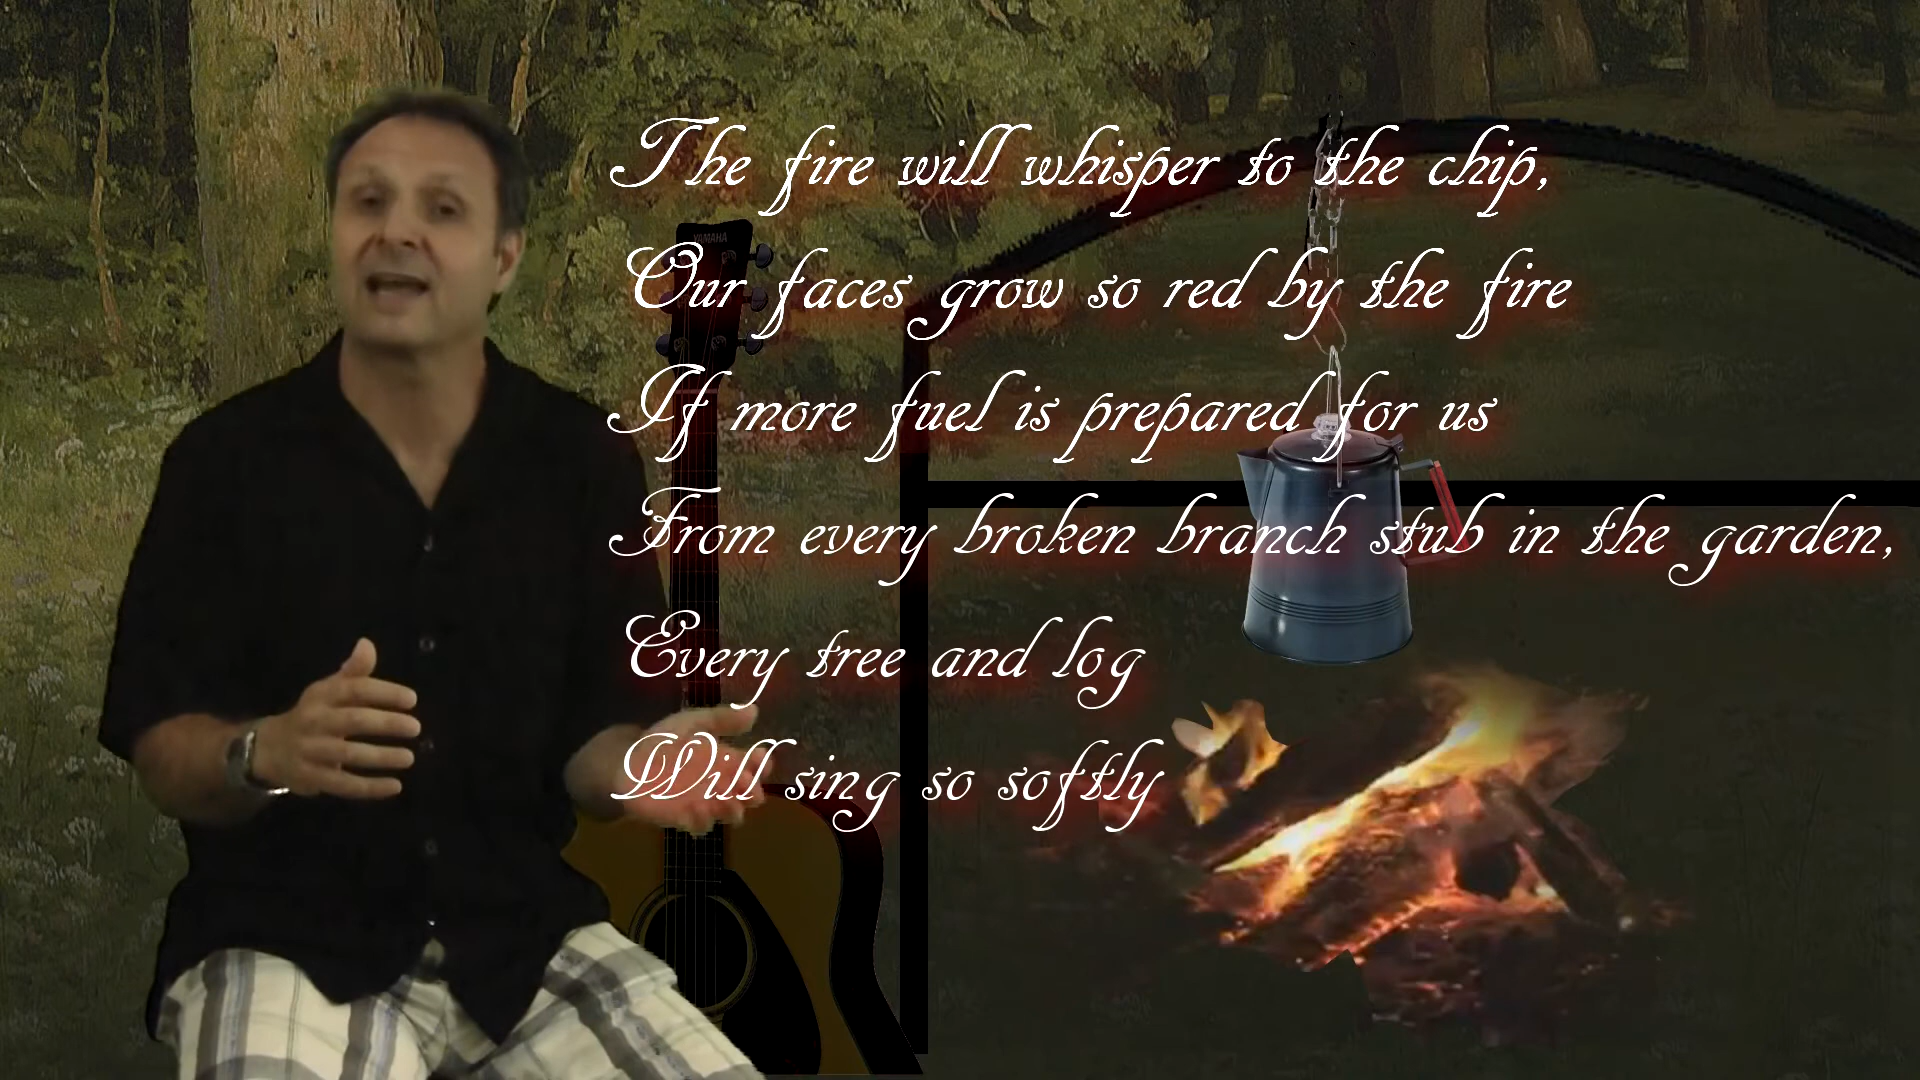 The fire will whisper to the chip,
YAMAHA
Our faces grow so red by the fire
If more fuel is prepared for us
From every broken branch stub in the garden,
Every tree and log
Will sing so softly